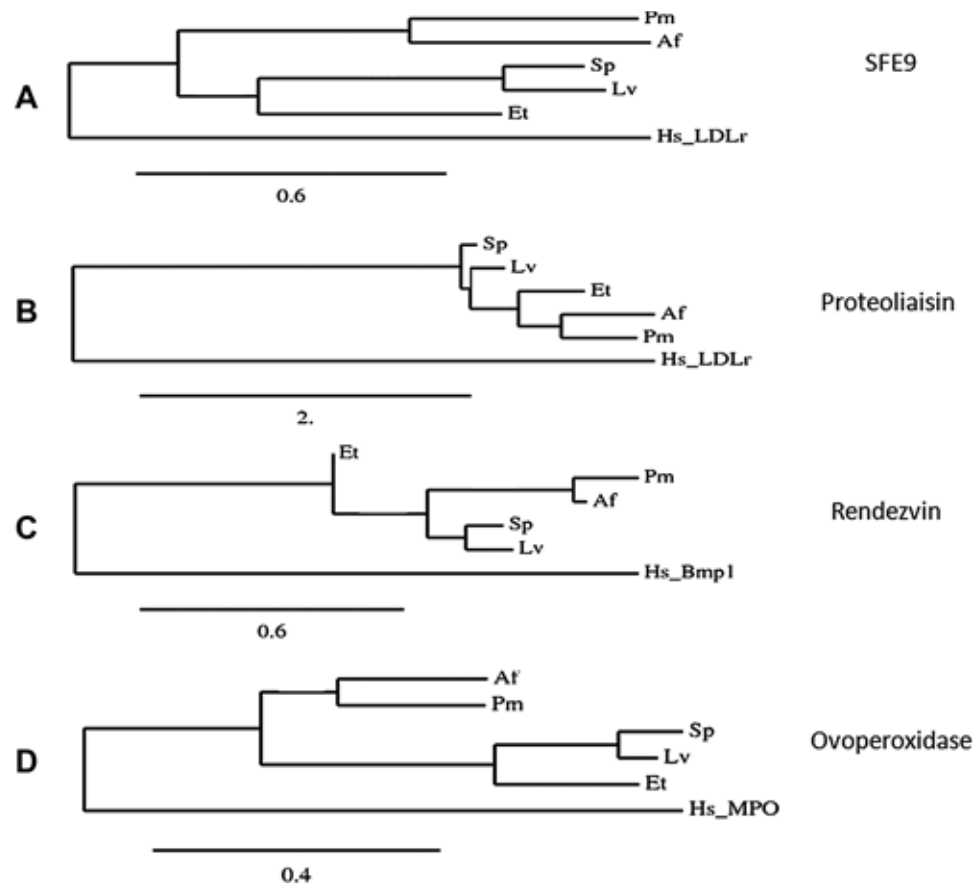 Pm
Af
SFE9
Sp
A
Lv
Et
Hs_LDLr
0.6
Sp
Lv
Et
Proteoliaisin
B
Af
Pm
Hs_LDLr
2.
Et
Pm
Af
Rendezvin
C
Sp
Lv
Hs_Bmp1
0.6
Af
Pm
Sp
Ovoperoxidase
D
Lv
Et
Hs_MPO
0.4